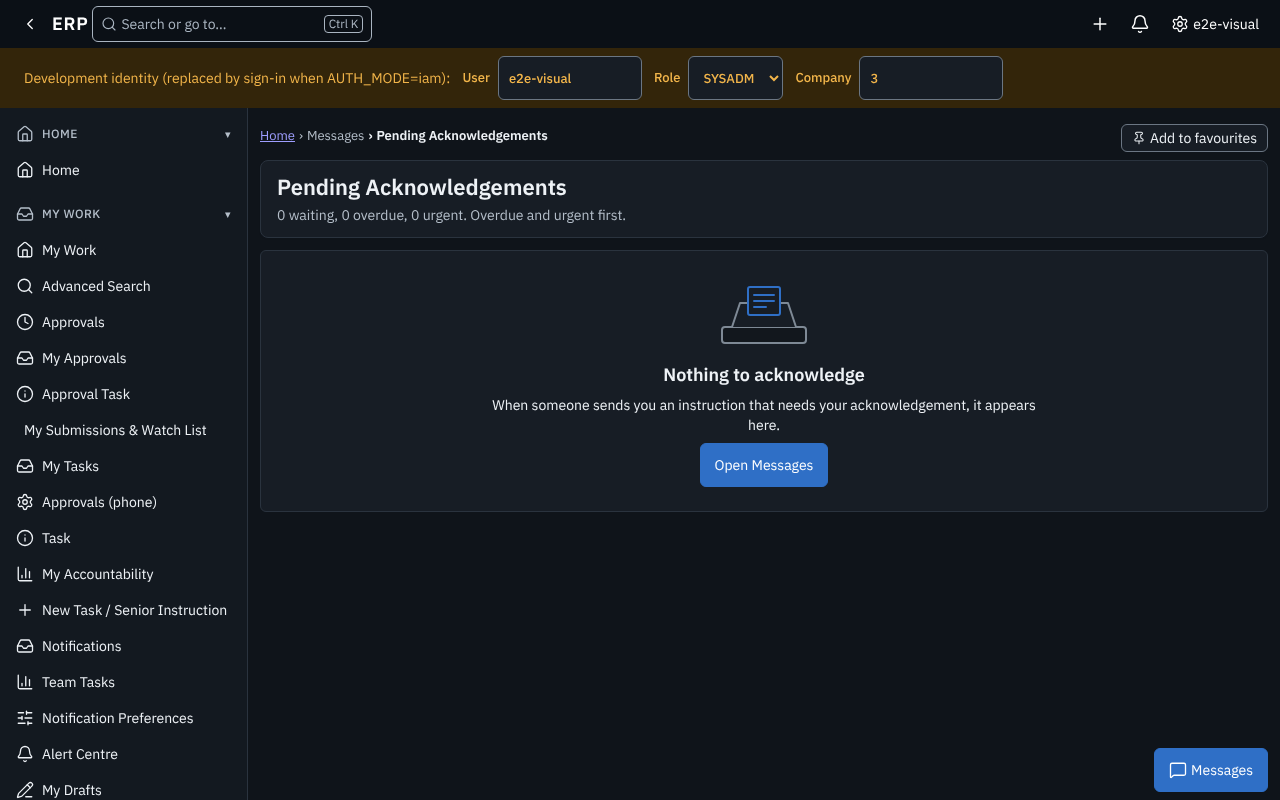 ERP
Search or go to...
Ctrl K
e2e-visual
Development identity (replaced by sign-in when AUTH_MODE=iam): User e2e-visual Role SYSADM Company 3
HOME
Home
MY WORK
My Work
Advanced Search
Approvals
My Approvals
Approval Task
My Submissions & Watch List
My Tasks
Approvals (phone)
Task
My Accountability
New Task / Senior Instruction
Notifications
Team Tasks
Notification Preferences
Alert Centre
My Drafts
Home › Messages › Pending Acknowledgements
Add to favourites
Pending Acknowledgements
0 waiting, 0 overdue, 0 urgent. Overdue and urgent first.
Nothing to acknowledge
When someone sends you an instruction that needs your acknowledgement, it appears
here.
Open Messages
Messages